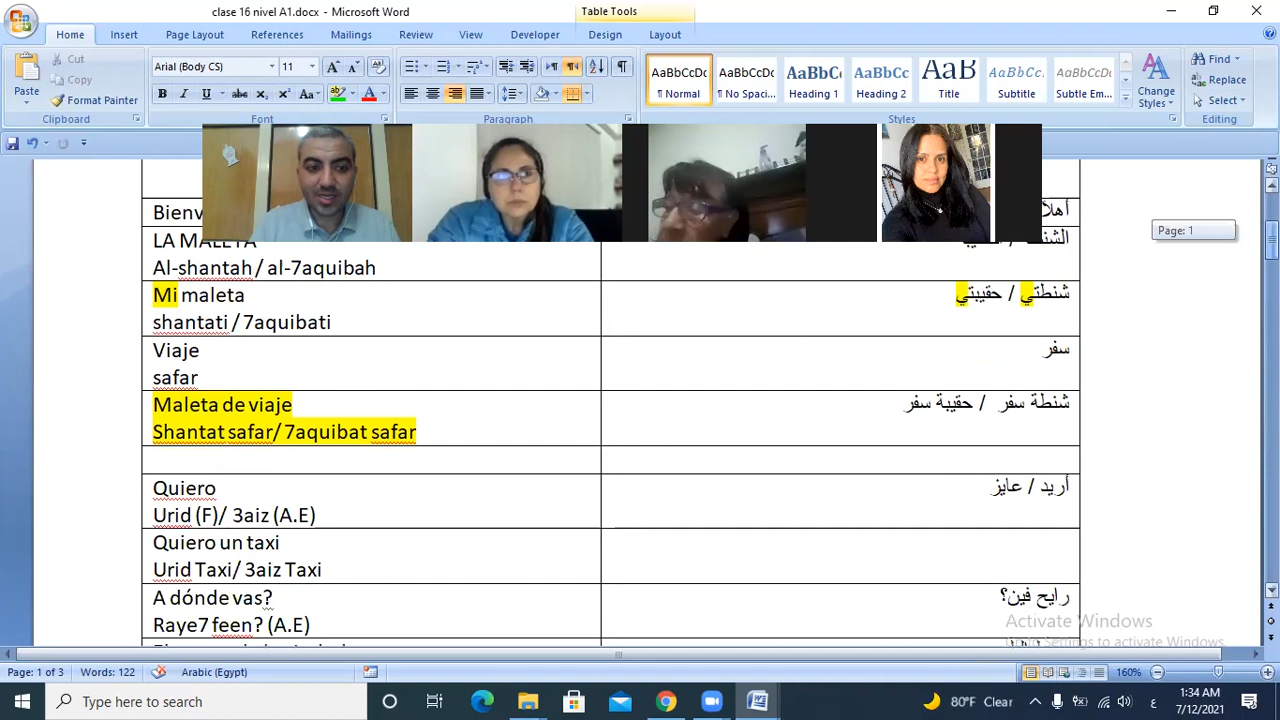 clase 16 nivel A1.docx - Microsoft Word
Table Tools
Home Insert Page Layout References Mailings Review View Developer Design Layout
Cut
Copy
Format Painter
Paste
Clipboard
Arial (Body CS) 11
Font
Paragraph
AaBbCcDc AaBbCcDc AaBbC AaBbCc AaB AaBbCc AaBbCcDc
¶ Normal ¶ No Spaci... Heading 1 Heading 2 Title Subtitle Subtle Em...
Styles
Change Styles
Find
Replace
Select
Editing
أهلا
LA MALETA
Al-shantah / al-7aquibah
Page: 1
Mi maleta
shantati / 7aquibati
شنطتي / حقيبتي
Viaje
safar
سفر
Maleta de viaje
Shantat safar/ 7aquibat safar
شنطة سفر / حقيبة سفر
Quiero
Urid (F)/ 3aiz (A.E)
أريد / عايز
Quiero un taxi
Urid Taxi/ 3aiz Taxi
A dónde vas?
Raye7 feen? (A.E)
رايح فين؟
Activate Windows
Go to Settings to activate Windows.
Page: 1 of 3 Words: 122 Arabic (Egypt) 160%
Type here to search
80°F Clear
ع
1:34 AM
7/12/2021